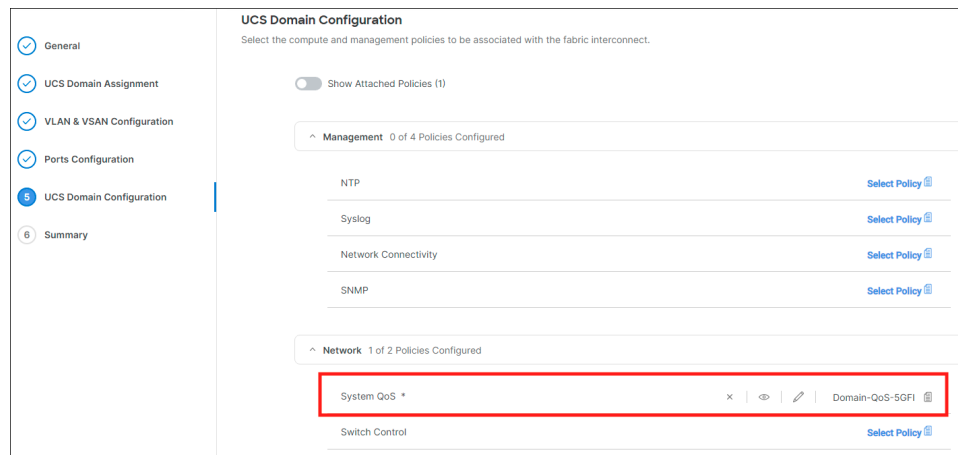 UCS Domain Configuration
Select the compute and management policies to be associated with the fabric interconnect.
General
UCS Domain Assignment
VLAN & VSAN Configuration
Ports Configuration
5 UCS Domain Configuration
6 Summary
Show Attached Policies (1)
Management 0 of 4 Policies Configured
NTP Select Policy
Syslog Select Policy
Network Connectivity Select Policy
SNMP Select Policy
Network 1 of 2 Policies Configured
System QoS * Domain-QoS-5GFI
Switch Control Select Policy